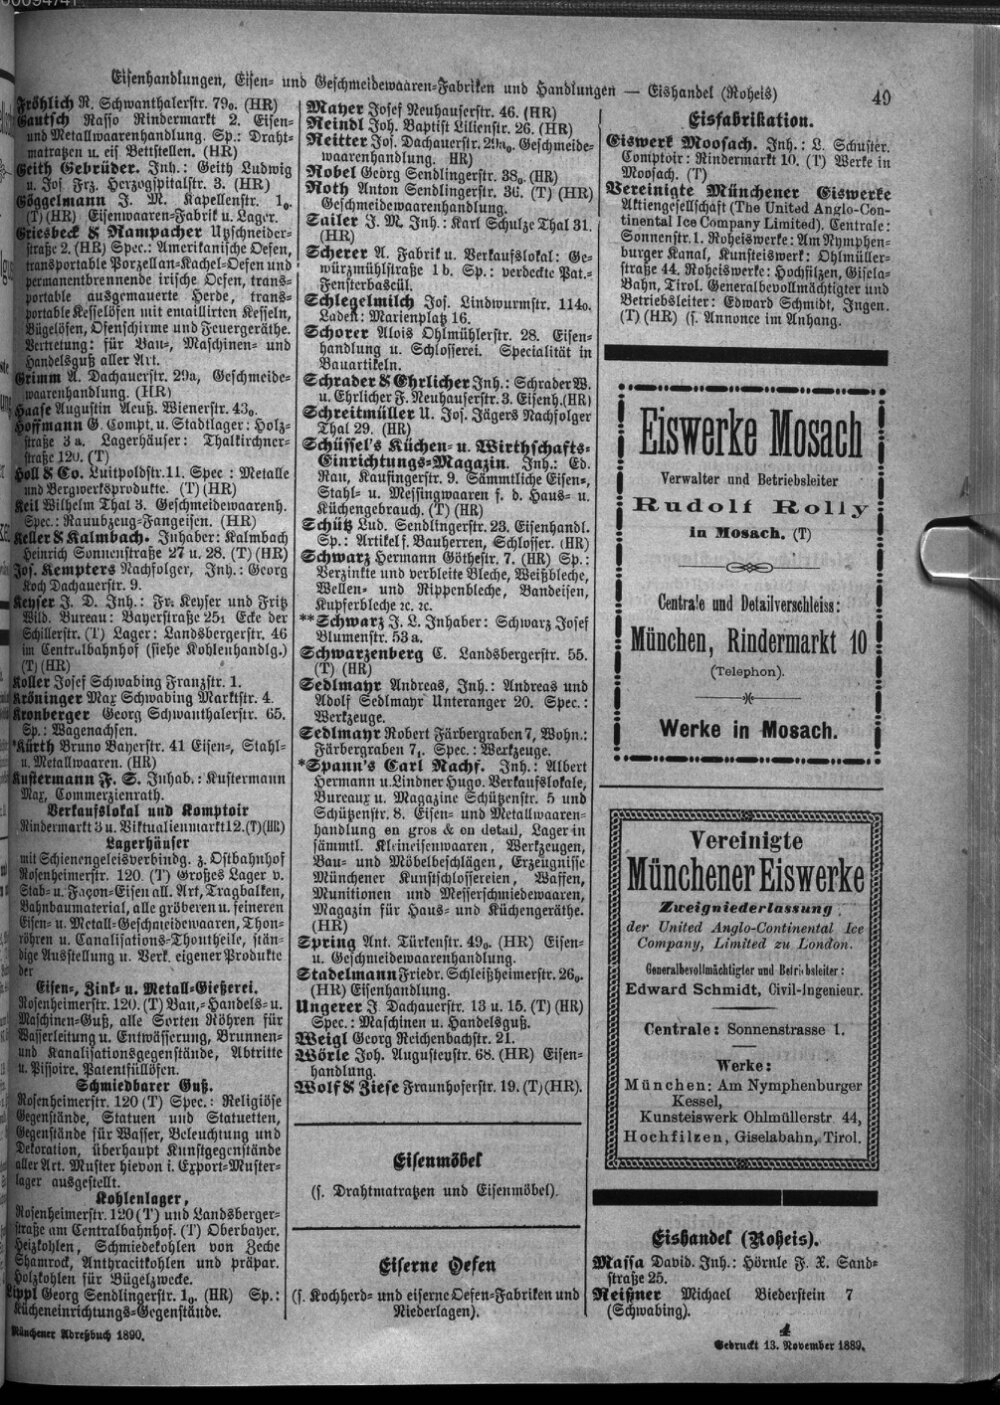 Eisenhandlungen, Eisen- und Geschmeidewaaren-Fabriken und Handlungen — Eishandel (Roheis)
49
Fröhlich R. Schwanthalerstr. 79o. (HR)
Gautsch Nasso Rindermarkt 2. Eisen-
und Metallwaarenhandlung. Sp.: Draht-
matratzen u. eis Bettstellen. (HR)
Geith Gebrüder. Inh.: Geith Ludwig
u. Jos Frz. Herzogspitalstr. 3. (HR)
Göggelmann J. M. Kapellenstr. 1o.
(T) (HR) Eisenwaaren-Fabrik u. Lager.
Griesbeck & Rampacher Utzschneider-
straße 2. (HR) Spec.: Amerikanische Oefen,
transportable Porzellan-Kachel-Oefen und
permanentbrennende irische Oefen, trans-
portable ausgemauerte Herde, trans-
portable Kesselösen mit emaillirten Kesseln,
Bügelösen, Ofenschirme und Feuergeräthe.
Vertretung: für Bau-, Maschinen- und
Handelsguß aller Art.
Grimm A. Dachauerstr. 29a, Geschmeide-
waarenhandlung. (HR)
Haase Augustin Aeuß. Wienerstr. 43o.
Hoffmann G. Compt. u. Stadtlager: Holz-
straße 3a. Lagerhäuser: Thalkirchner-
straße 120. (T)
Holl & Co. Luitpoldstr. 11. Spec : Metalle
und Bergwerksprodukte. (T) (HR)
Keil Wilhelm Thal 3. Geschmeidewaarenh.
Spec.: Raubzeug-Fangeisen. (HR)
Keller & Kalmbach. Inhaber: Kalmbach
Heinrich Sonnenstraße 27 u. 28. (T) (HR)
Jos. Kempters Nachfolger, Inh.: Georg
Koch Dachauerstr. 9.
Keyser J. D. Inh.: Fr. Keyser und Fritz
Wild. Bureau: Bayerstraße 25 Ecke der
Schillerstr. (T) Lager: Landsbergerstr. 46
im Centralbahnhof (siehe Kohlenhandlg.)
(T) (HR)
Koller Josef Schwabing Franzstr. 1.
Kröninger Max Schwabing Marktstr. 4.
Kronberger Georg Schwanthalerstr. 65.
Sp.: Wagenachsen.
*Kürth Bruno Bayerstr. 41 Eisen-, Stahl-
u. Metallwaaren. (HR)
Kustermann F. S. Inhab.: Kustermann
Max, Commerzienrath.
Verkaufslokal und Komptoir
Rindermarkt 3 u. Viktualienmarkt 12. (T) (HR)
Lagerhäuser
mit Schienengeleisverbindg. z. Ostbahnhof
Rosenheimerstr. 120. (T) Großes Lager v.
Stab- u. Façon-Eisen all. Art, Tragbalken,
Bahnbaumaterial, alle gröberen u. feineren
Eisen- u. Metall-Geschmeidewaaren, Thon-
röhren u. Canalisations-Thontheile, stän-
dige Ausstellung u. Verk. eigener Produkte
der
Eisen-, Zink- u. Metall-Gießerei.
Rosenheimerstr. 120. (T) Bau-, Handels- u.
Maschinen-Guß, alle Sorten Röhren für
Wasserleitung u. Entwässerung, Brunnen-
und Kanalisationsgegenstände, Abtritte
u. Pissoire, Patentfüllösen.
Schmiedbarer Guß.
Rosenheimerstr. 120 (T) Spec.: Religiöse
Gegenstände, Statuen und Statuetten,
Gegenstände für Wasser, Beleuchtung und
Dekoration, überhaupt Kunstgegenstände
aller Art. Muster hievon i. Export-Muster-
lager ausgestellt.
Kohlenlager,
Rosenheimerstr. 120 (T) und Landsberger-
straße am Centralbahnhof. (T) Oberbayer.
Heizkohlen, Schmiedekohlen von Zeche
Shamrock, Anthracitkohlen und präpar.
Holzkohlen für Bügelzwecke.
Lippl Georg Sendlingerstr. 1o. (HR) Sp.:
Kücheneinrichtungs-Gegenstände.
Münchener Adreßbuch 1890.
Mayer Josef Neuhauserstr. 46. (HR)
Reindl Joh. Baptist Lilienstr. 26. (HR)
Reitter Jos. Dachauerstr. 29a. Geschmeide-
waarenhandlung. HR)
Robel Georg Sendlingerstr. 38o. (HR)
Roth Anton Sendlingerstr. 36. (T) (HR)
Geschmeidewaarenhandlung.
Sailer J. M. Inh.: Karl Schulze Thal 31.
(HR)
Scherer A. Fabrik u. Verkaufslokal: Ge-
würzmühlstraße 1b. Sp.: verdeckte Pat.-
Fensterbascül.
Schlegelmilch Jos. Lindwurmstr. 114o.
Laden: Marienplatz 16.
Schorer Alois Ohlmühlerstr. 28. Eisen-
handlung u. Schlosserei. Specialität in
Bauartikeln.
Schrader & Ehrlicher Inh.: Schrader W.
u. Ehrlicher F. Neuhauserstr. 3. Eisenh. (HR)
Schreitmüller U. Jos. Jägers Nachfolger
Thal 29. (HR)
Schüssel's Küchen- u. Wirthschafts-
Einrichtungs-Magazin. Inh.: Ed.
Rau, Kaufingerstr. 9. Sämmtliche Eisen-,
Stahl- u. Messingwaaren f. d. Haus- u.
Küchengebrauch. (T) (HR)
Schütz Lud. Sendlingerstr. 23. Eisenhandl.
Sp.: Artikel f. Bauherren, Schlosser. (HR)
Schwarz Hermann Göthestr. 7. (HR) Sp.:
Verzinkte und verbleite Bleche, Weißbleche,
Wellen- und Rippenbleche, Bandeisen,
Kupferbleche ꝛc. ꝛc.
**Schwarz J. L. Inhaber: Schwarz Josef
Blumenstr. 53 a.
Schwarzenberg C. Landsbergerstr. 55.
(T) (HR)
Sedlmayr Andreas, Inh.: Andreas und
Adolf Sedlmayr Unteranger 20. Spec.:
Werkzeuge.
Sedlmayr Robert Färbergraben 7, Wohn.:
Färbergraben 7. Spec.: Werkzeuge.
*Spann's Carl Nachf. Inh.: Albert
Hermann u. Lindner Hugo. Verkaufslokale,
Bureaux u. Magazine Schützenstr. 5 und
Schützenstr. 8. Eisen- und Metallwaaren-
handlung en gros & en detail, Lager in
sämmtl. Kleineisenwaaren, Werkzeugen,
Bau- und Möbelbeschlägen, Erzeugnisse
Münchener Kunstschlossereien, Waffen,
Munitionen und Messerschmiedewaaren,
Magazin für Haus- und Küchengeräthe.
(HR)
Spring Ant. Türkenstr. 49o. (HR) Eisen-
u. Geschmeidewaarenhandlung.
Stadelmann Friedr. Schleißheimerstr. 26o.
(HR) Eisenhandlung.
Ungerer J. Dachauerstr. 13 u. 15. (T) (HR)
Spec.: Maschinen u. Handelsguß.
Weigl Georg Reichenbachstr. 21.
Wörle Joh. Augustenstr. 68. (HR) Eisen-
handlung.
Wolf & Ziese Fraunhoferstr. 19. (T) (HR).
Eisenmöbel
(s. Drahtmatratzen und Eisenmöbel).
Eiserne Oefen
(s. Kochherd- und eiserne Oefen-Fabriken und
Niederlagen).
Eisfabrikation.
Eiswerk Moosach. Inh.: L. Schuster.
Comptoir: Rindermarkt 10. (T) Werke in
Moosach. (T)
Vereinigte Münchener Eiswerke
Aktiengesellschaft (The United Anglo-Con-
tinental Ice Company Limited). Centrale:
Sonnenstr. 1. Roheiswerke: Am Nymphen-
burger Kanal, Kunsteiswerk: Ohlmüller-
straße 44. Roheiswerke: Hochfilzen, Gisela-
Bahn, Tirol. Generalbevollmächtigter und
Betriebsleiter: Edward Schmidt, Ingen.
(T) (HR) (s. Annonce im Anhang.
Eiswerke Mosach
Verwalter und Betriebsleiter
Rudolf Rolly
in Mosach. (T)
Centrale und Detailverschleiss:
München, Rindermarkt 10
(Telephon).
Werke in Mosach.
Vereinigte
Münchener Eiswerke
Zweigniederlassung
der United Anglo-Continental Ice
Company, Limited zu London.
Generalbevollmächtigter und Betriebsleiter:
Edward Schmidt, Civil-Ingenieur.
Centrale: Sonnenstrasse 1.
Werke:
München: Am Nymphenburger
Kessel,
Kunsteiswerk Ohlmüllerstr 44,
Hochfilzen, Giselabahn, Tirol.
Eishandel (Roheis).
Massa David. Inh.: Hörnle F. X. Sand-
straße 25.
Reißner Michael Biederstein 7
(Schwabing).
4
Gedruckt 13. November 1889.